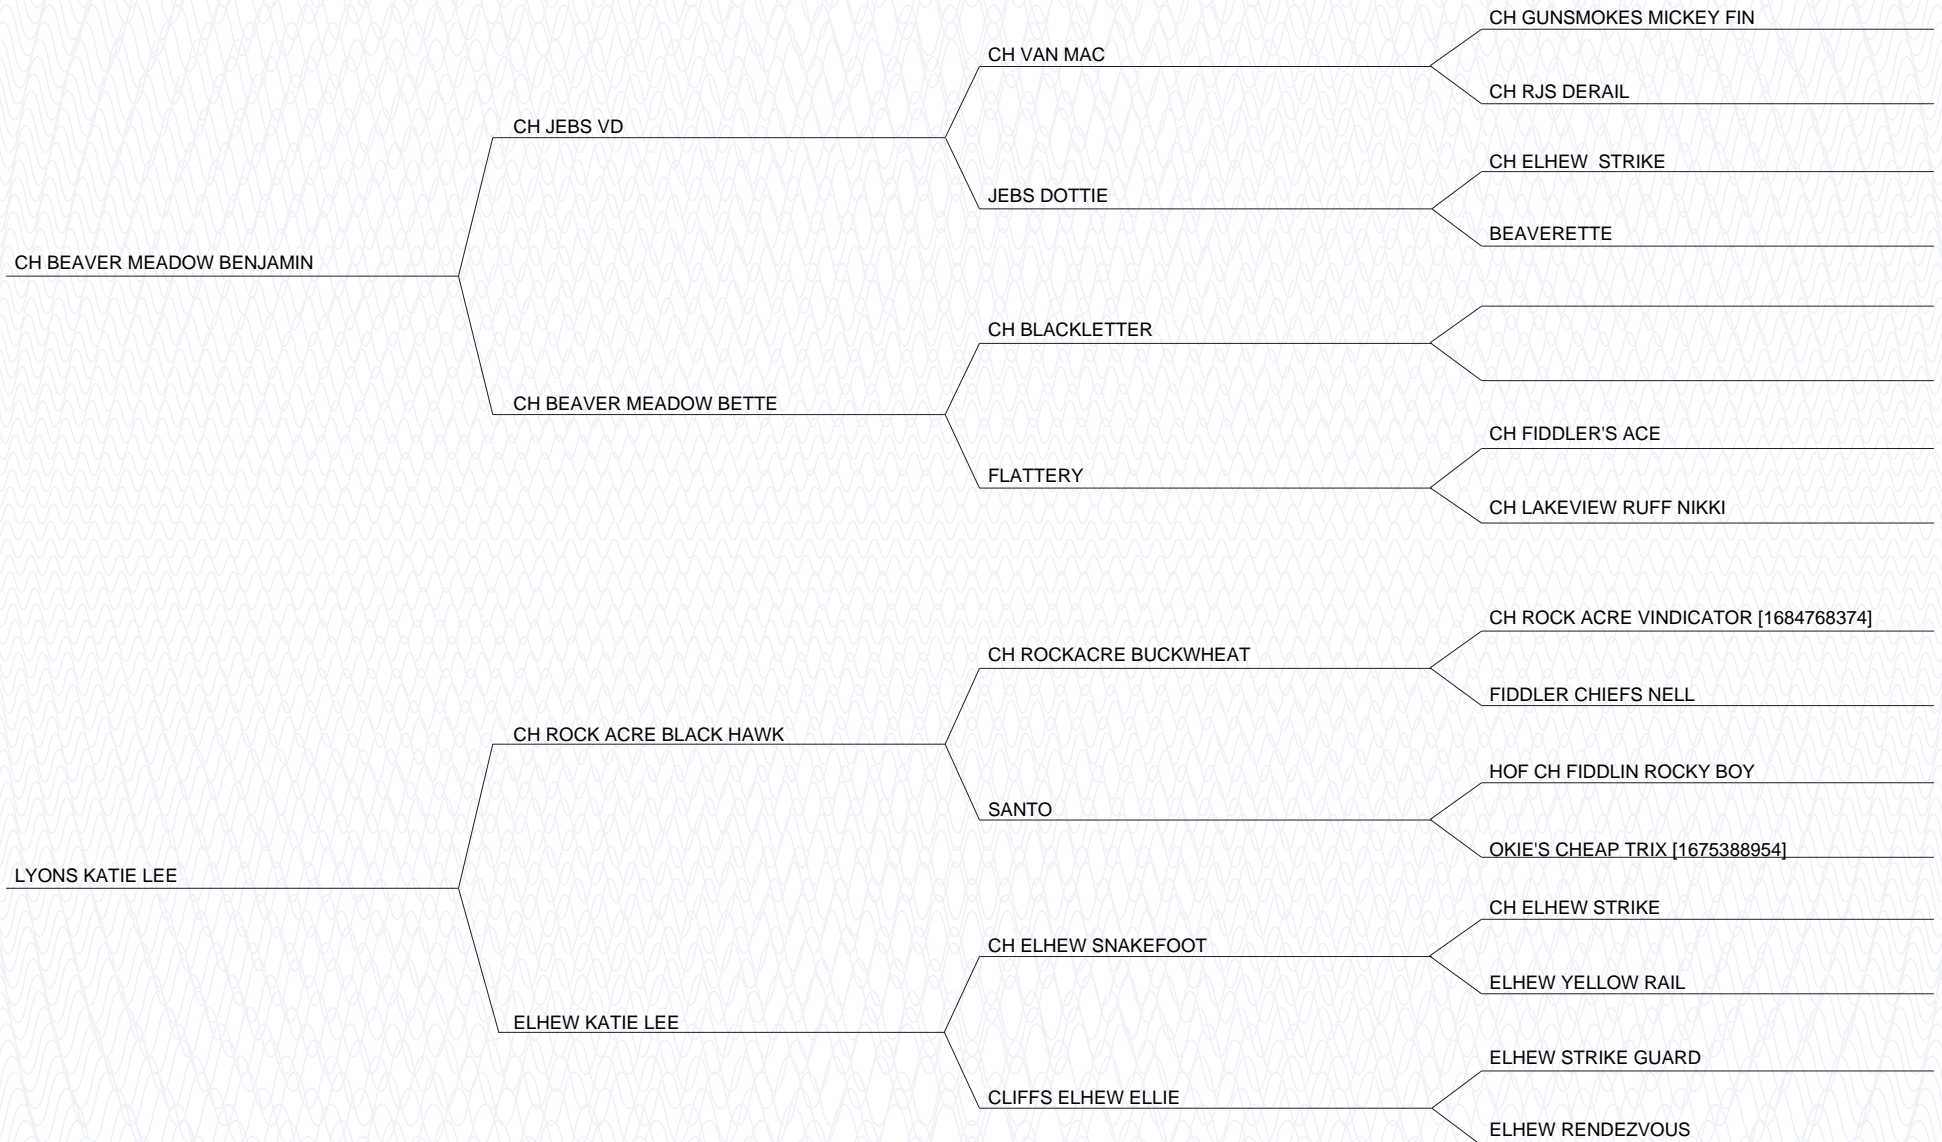 CH GUNSMOKES MICKEY FIN
CH VAN MAC
CH RJS DERAIL
CH JEBS VD
CH ELHEW  STRIKE
JEBS DOTTIE
BEAVERETTE
CH BEAVER MEADOW BENJAMIN
CH BLACKLETTER
CH BEAVER MEADOW BETTE
CH FIDDLER'S ACE
FLATTERY
CH LAKEVIEW RUFF NIKKI
CH ROCK ACRE VINDICATOR [1684768374]
CH ROCKACRE BUCKWHEAT
FIDDLER CHIEFS NELL
CH ROCK ACRE BLACK HAWK
HOF CH FIDDLIN ROCKY BOY
SANTO
OKIE'S CHEAP TRIX [1675388954]
LYONS KATIE LEE
CH ELHEW STRIKE
CH ELHEW SNAKEFOOT
ELHEW YELLOW RAIL
ELHEW KATIE LEE
ELHEW STRIKE GUARD
CLIFFS ELHEW ELLIE
ELHEW RENDEZVOUS